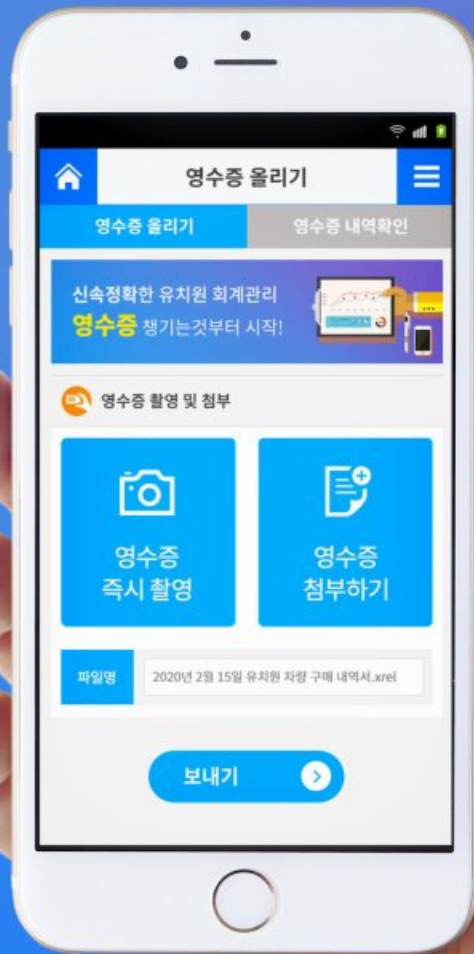 영수증 올리기
영수증 올리기
영수증 내역확인
신속정확한 유치원 회계관리
영수증 챙기는것부터 시작!
영수증 촬영 및 첨부
영수증
즉시 촬영
영수증
첨부하기
파일명
2020년 2월 15일 유치원 차량 구매 내역서.xrel
보내기